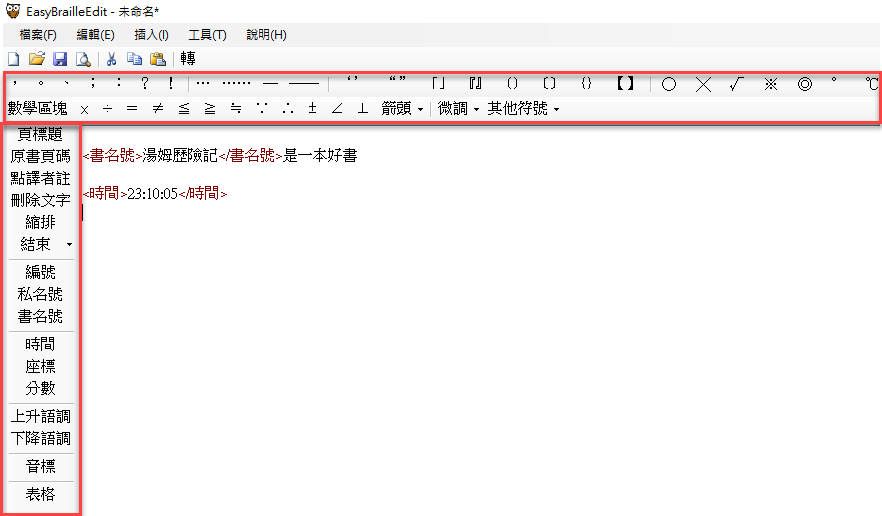 EasyBrailleEdit - 未命名*
檔案(F) 編輯(E) 插入(I) 工具(T) 說明(H)
轉
， 。 、 ； ： ？ ！ … …… — —— ‘ ’ “ ” 「 」 『 』 （ ） 〔 〕 ｛ ｝ 【 】 ○ ╳ √ ※ ◎ ° ℃
數學區塊 × ÷ = ≠ ≦ ≧ ≒ ∵ ∴ ± ∠ ⊥ 箭頭 微調 其他符號
頁標題
原書頁碼
點譯者註
刪除文字
縮排
結束
編號
私名號
書名號
時間
座標
分數
上升語調
下降語調
音標
表格
<書名號>湯姆歷險記</書名號>是一本好書
<時間>23:10:05</時間>